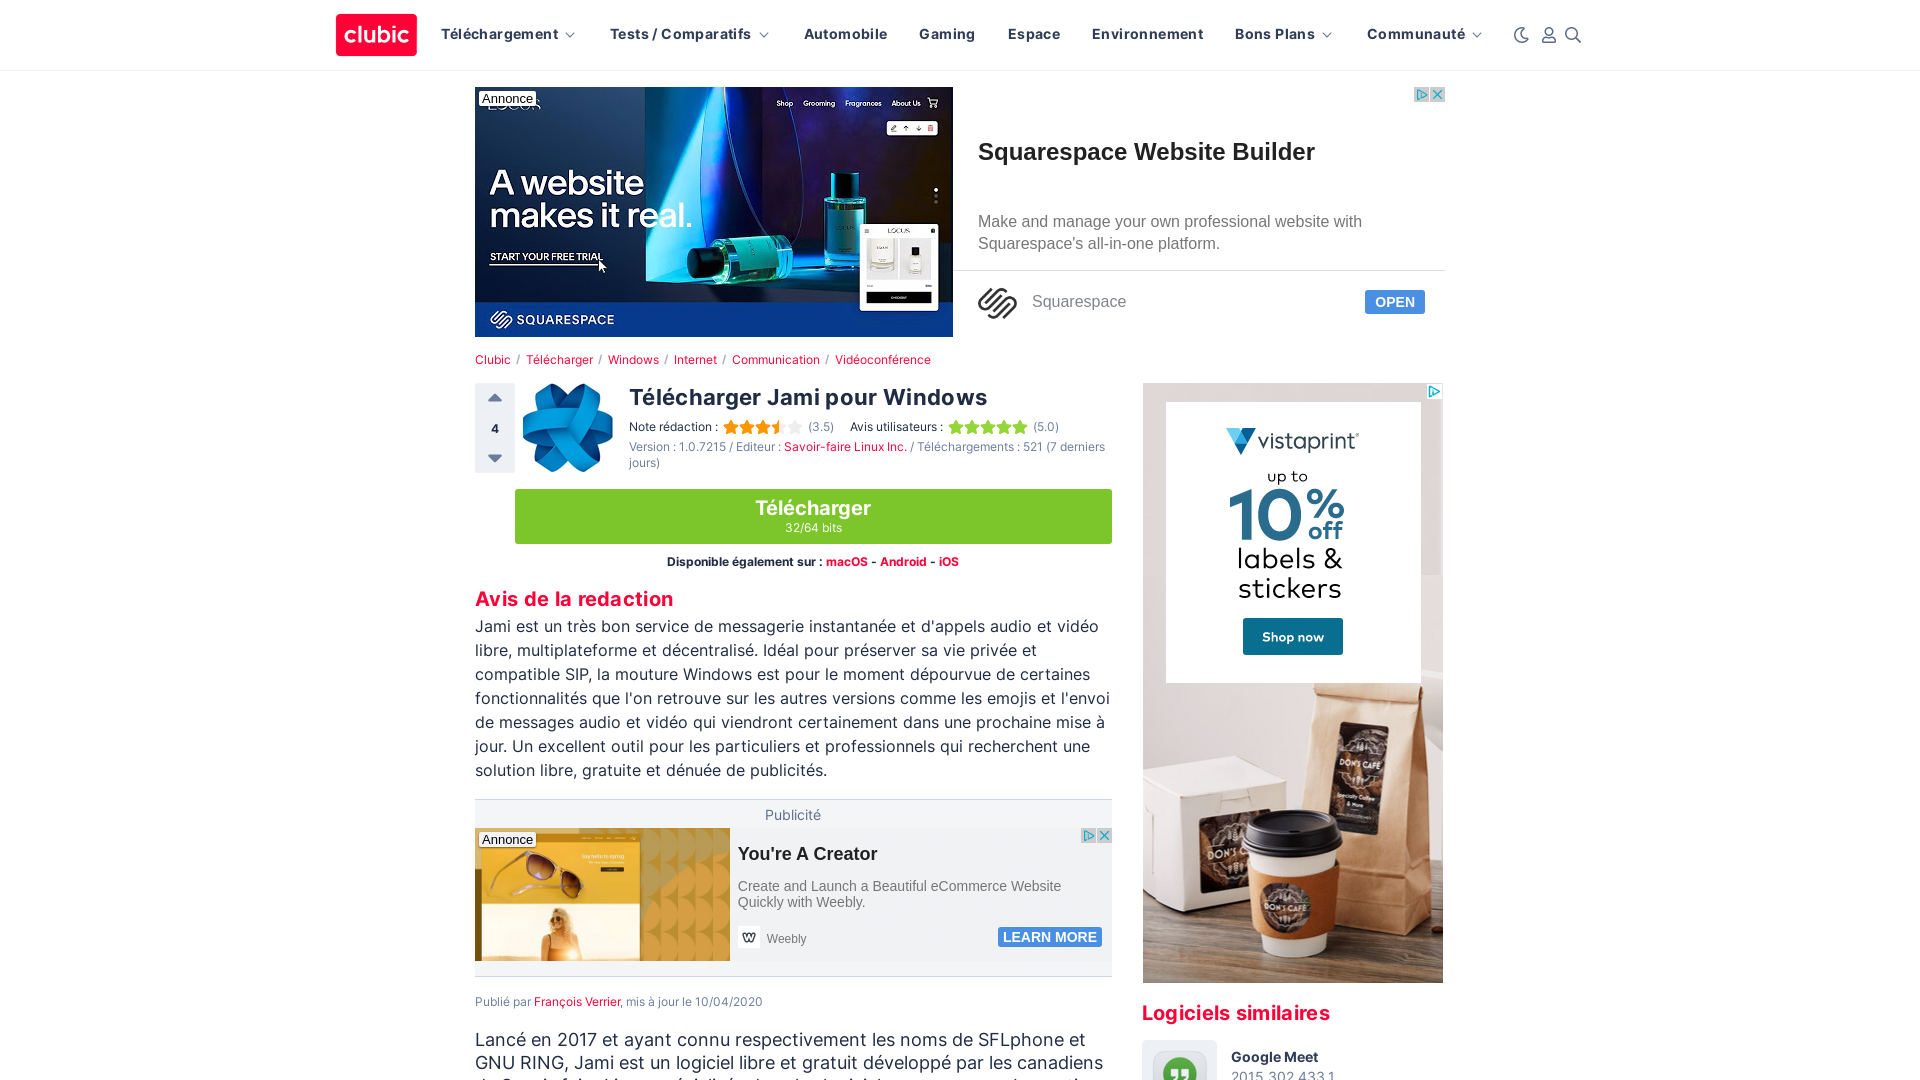 clubic Téléchargement Tests / Comparatifs Automobile Gaming Espace Environnement Bons Plans Communauté
Annonce
Shop Grooming Fragrances About Us
A website
makes it real.
START YOUR FREE TRIAL
LOCUS
SQUARESPACE
Squarespace Website Builder
Make and manage your own professional website with
Squarespace's all-in-one platform.
Squarespace
OPEN
Clubic / Télécharger / Windows / Internet / Communication / Vidéoconférence
4
Télécharger Jami pour Windows
Note rédaction : (3.5) Avis utilisateurs : (5.0)
Version : 1.0.7215 / Editeur : Savoir-faire Linux Inc. / Téléchargements : 521 (7 derniers
jours)
Télécharger
32/64 bits
Disponible également sur : macOS - Android - iOS
Avis de la redaction
Jami est un très bon service de messagerie instantanée et d'appels audio et vidéo
libre, multiplateforme et décentralisé. Idéal pour préserver sa vie privée et
compatible SIP, la mouture Windows est pour le moment dépourvue de certaines
fonctionnalités que l'on retrouve sur les autres versions comme les emojis et l'envoi
de messages audio et vidéo qui viendront certainement dans une prochaine mise à
jour. Un excellent outil pour les particuliers et professionnels qui recherchent une
solution libre, gratuite et dénuée de publicités.
Publicité
Annonce
You're A Creator
Create and Launch a Beautiful eCommerce Website
Quickly with Weebly.
Weebly
LEARN MORE
Publié par François Verrier, mis à jour le 10/04/2020
Lancé en 2017 et ayant connu respectivement les noms de SFLphone et
GNU RING, Jami est un logiciel libre et gratuit développé par les canadiens
vistaprint
up to
10%
off
labels &
stickers
Shop now
DON'S CAFÉ
Specialty Coffee
& More
DON'S CAFÉ
DON'S CAFÉ
Logiciels similaires
Google Meet
2015.302.433.1